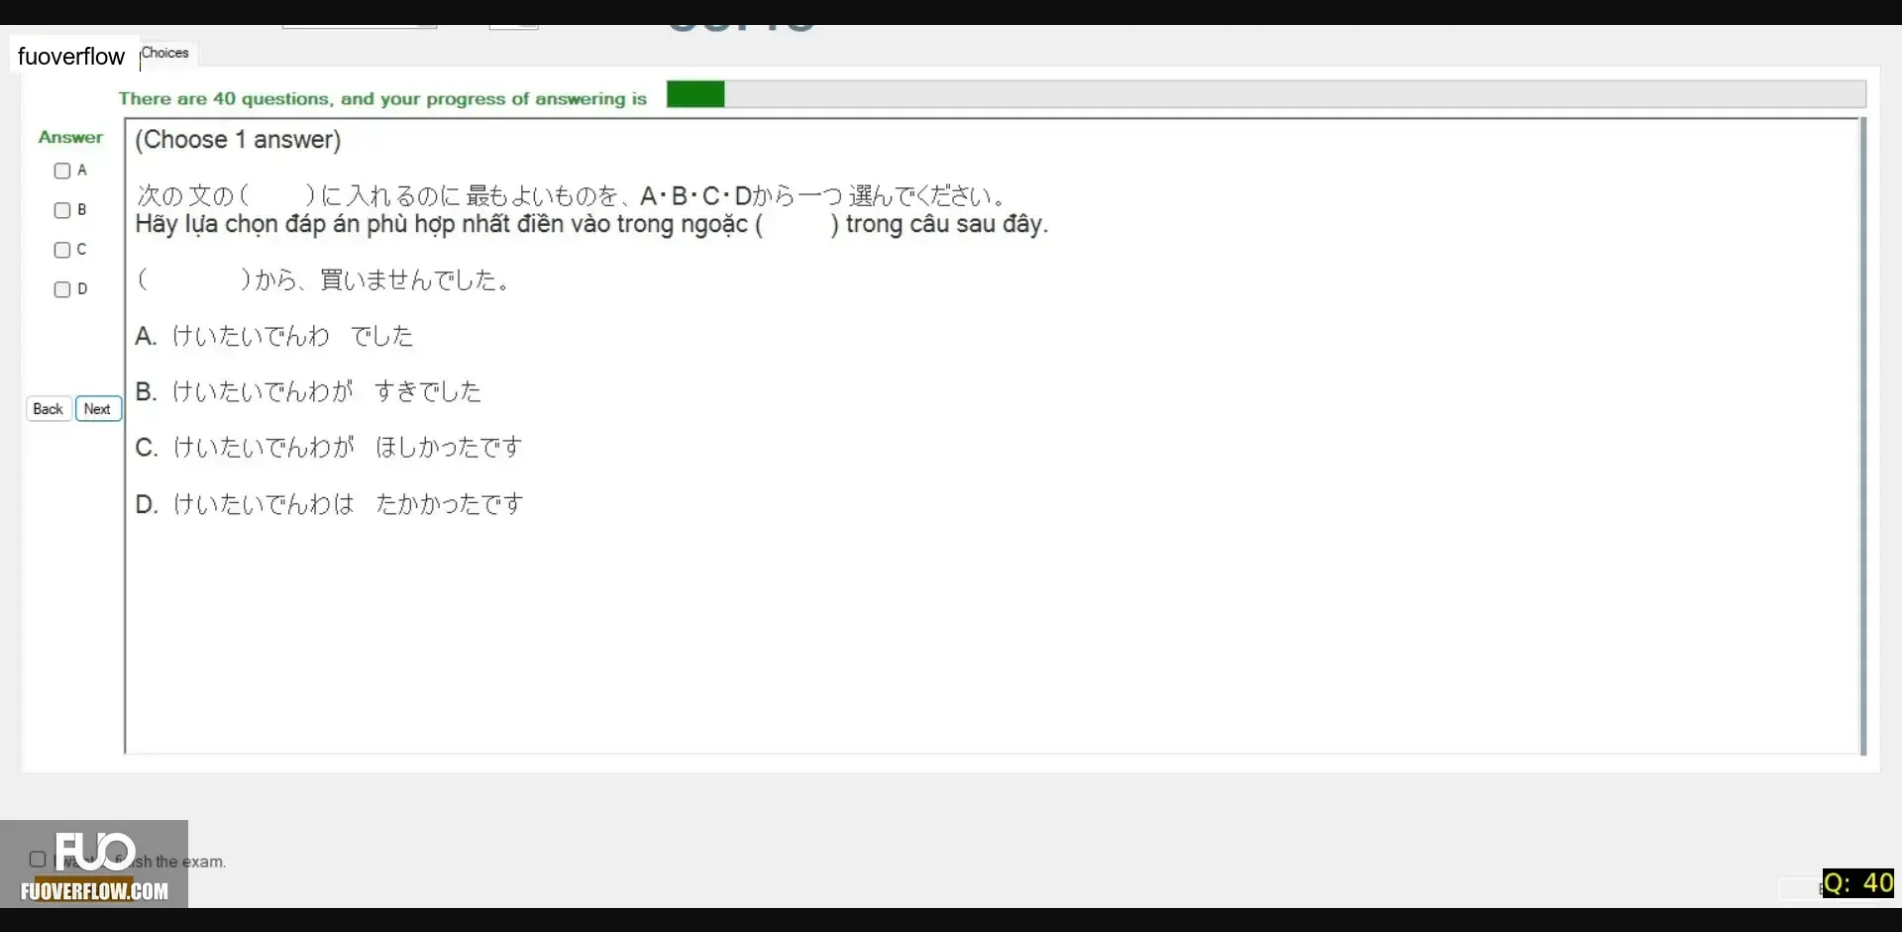 fuoverflow
Choices
There are 40 questions, and your progress of answering is
Answer
(Choose 1 answer)
A
B
C
D
次の 文の (　　) に 入れるのに 最も よいものを、A・B・C・Dから 一つ 選んでください。
Hãy lựa chọn đáp án phù hợp nhất điền vào trong ngoặc (　　) trong câu sau đây.
(　　) から、買いませんでした。
A. けいたいでんわ　でした
B. けいたいでんわが　すきでした
Back Next
C. けいたいでんわが　ほしかったです
D. けいたいでんわは　たかかったです
FUO
finish the exam.
FUOVERFLOW.COM
Q: 40